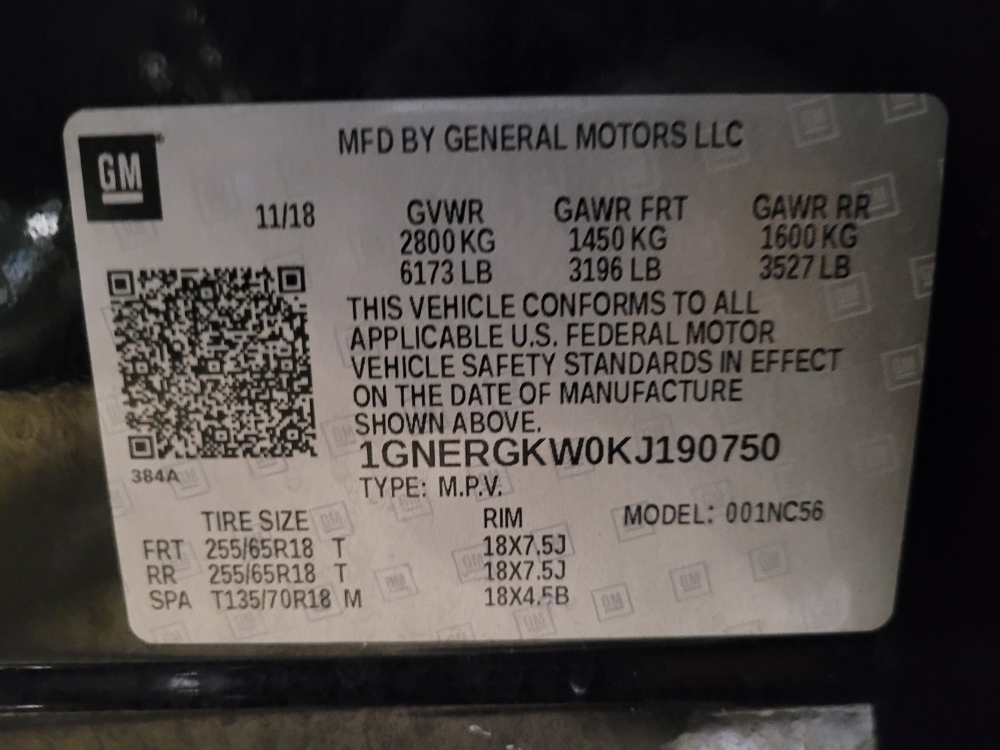 GM
MFD BY GENERAL MOTORS LLC
11/18 GVWR GAWR FRT GAWR RR
2800 KG 1450 KG 1600 KG
6173 LB 3196 LB 3527 LB
THIS VEHICLE CONFORMS TO ALL
APPLICABLE U.S. FEDERAL MOTOR
VEHICLE SAFETY STANDARDS IN EFFECT
ON THE DATE OF MANUFACTURE
SHOWN ABOVE.
1GNERGKW0KJ190750
384A
TYPE: M.P.V.
TIRE SIZE RIM MODEL: 001NC56
FRT 255/65R18 T 18X7.5J
RR 255/65R18 T 18X7.5J
SPA T135/70R18 M 18X4.5B